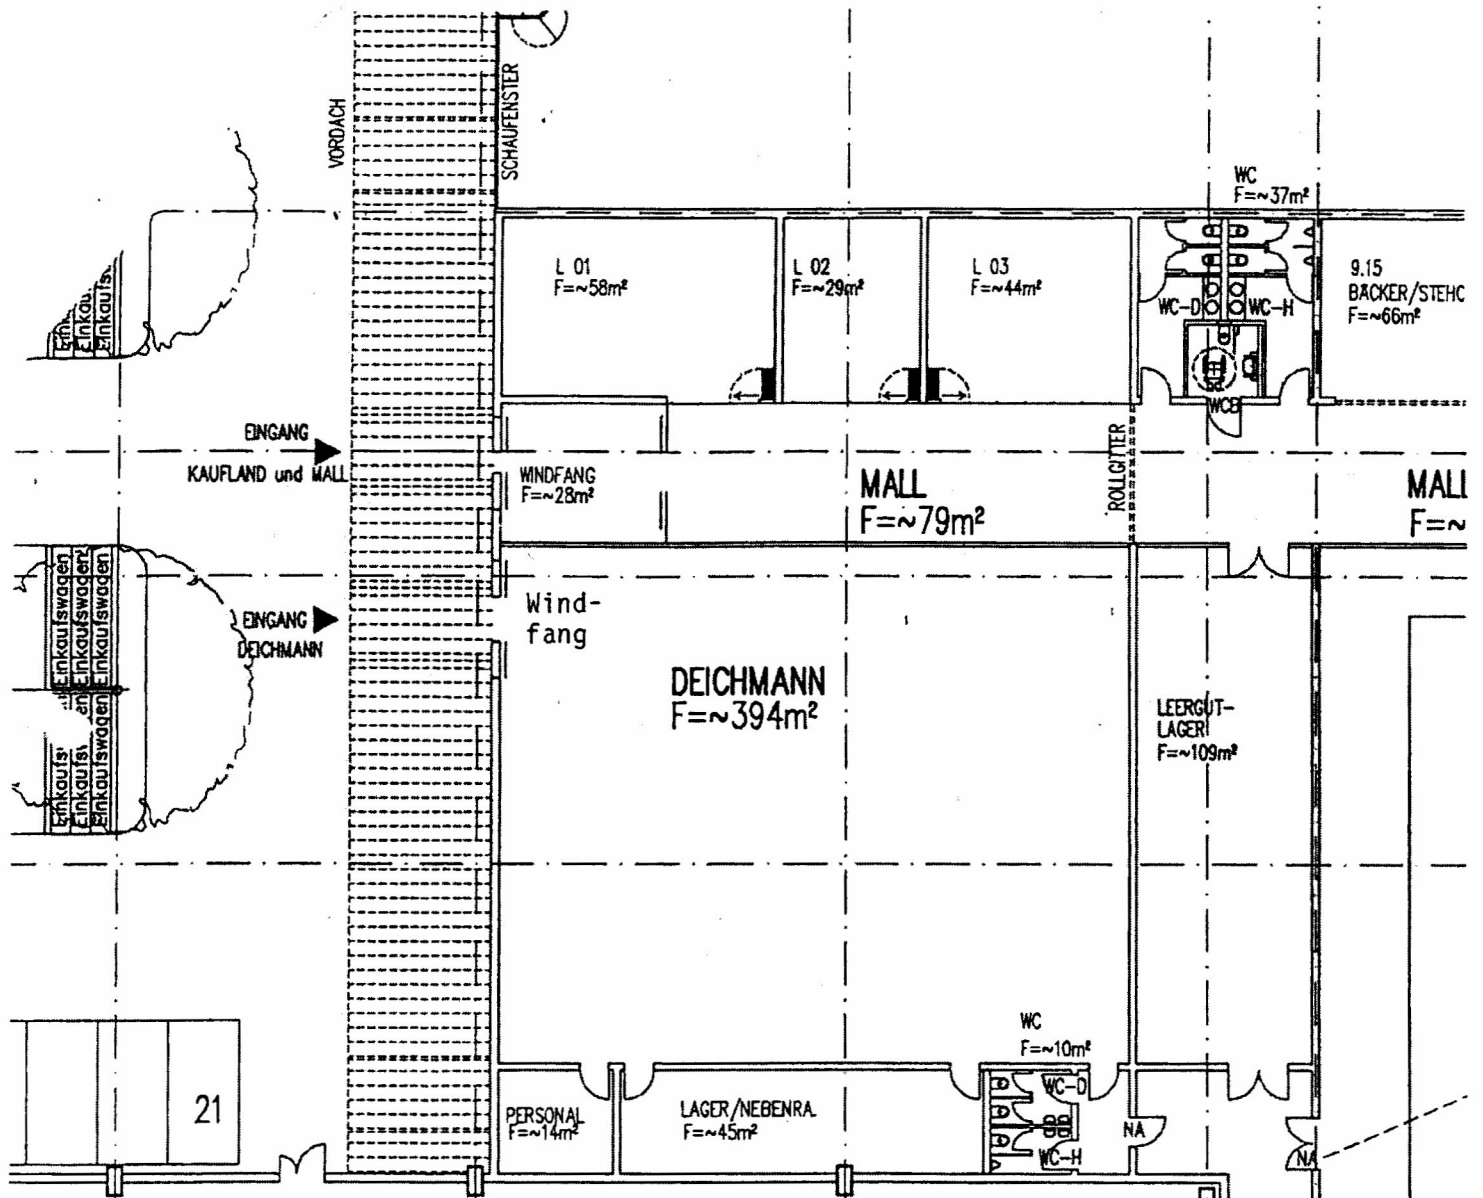 VORDACH
SCHAUFENSTER
WC
F=~37m²
L 01
F=~58m²
L 02
F=~29m²
L 03
F=~44m²
WC-D
WC-H
9.15
BÄCKER/STEHC
F=~66m²
WCB
Einkaufs
EINGANG
KAUFLAND und MALL
WINDFANG
F=~28m²
MALL
F=~79m²
ROLLGITTER
MALL
F=~
Einkaufswagen
Einkaufswagen
Einkaufswagen
EINGANG
DEICHMANN
Wind-
fang
DEICHMANN
F=~394m²
LEERGUT-
LAGER
F=~109m²
Einkaufsw
Einkaufswagen
WC
F=~10m²
21
PERSONAL
F=~14m²
LAGER/NEBENRA.
F=~45m²
WC-D
WC-H
NA
NA